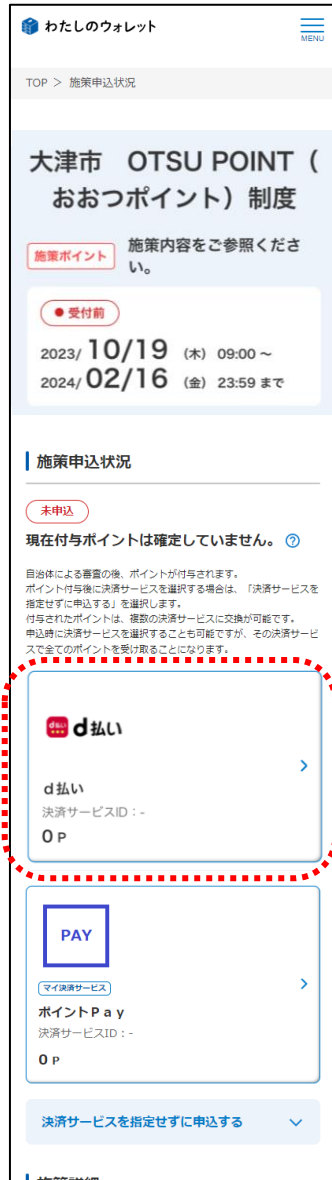 わたしのウォレット
MENU
TOP > 施策申込状況
大津市　OTSU POINT（
おおつポイント）制度
施策ポイント
施策内容をご参照くださ
い。
受付前
2023/ 10/19 （木） 09:00 ~
2024/ 02/16 （金） 23:59 まで
施策申込状況
未申込
現在付与ポイントは確定していません。 ?
自治体による審査の後、ポイントが付与されます。
ポイント付与後に決済サービスを選択する場合は、「決済サービスを
指定せずに申込する」を選択します。
付与されたポイントは、複数の決済サービスに交換が可能です。
申込時に決済サービスを選択することも可能ですが、その決済サービ
スで全てのポイントを受け取ることになります。
d払い d払い
ｄ払い
決済サービスID：-
0 P
PAY
マイ決済サービス
ポイントＰａｙ
決済サービスID：-
0 P
決済サービスを指定せずに申込する